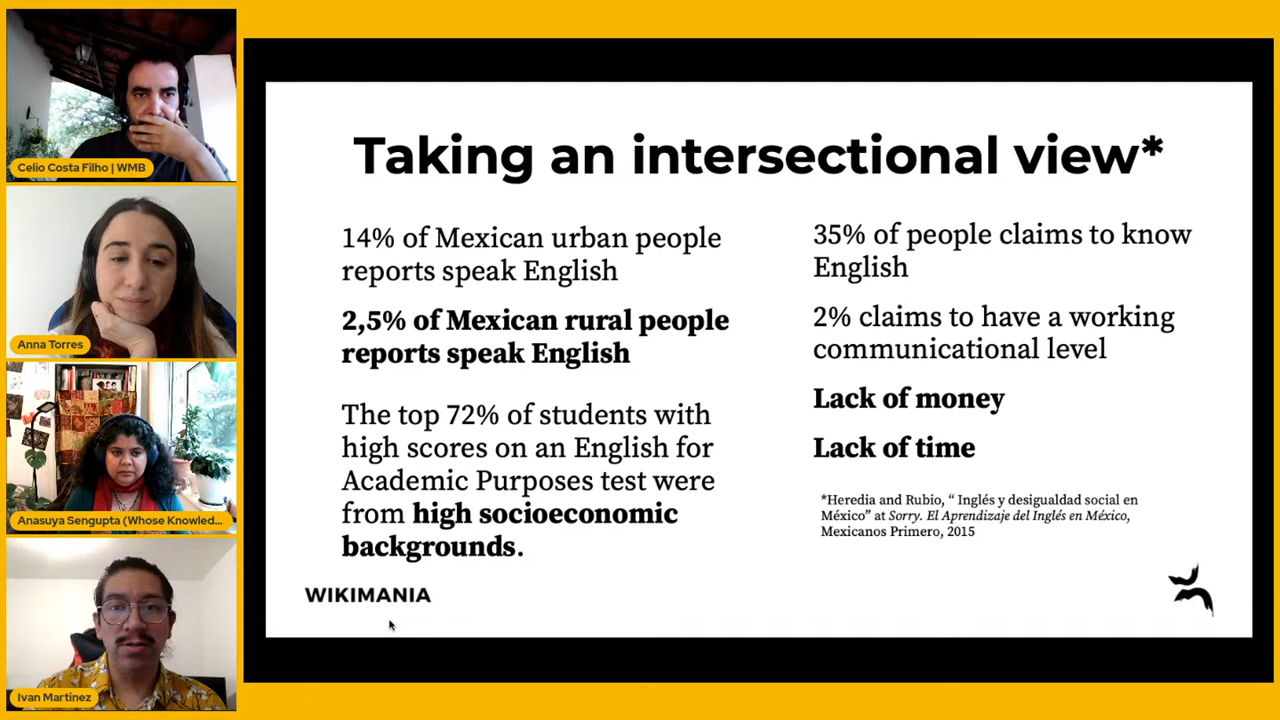 Celio Costa Filho | WMB
Anna Torres
Anasuya Sengupta (Whose Knowled...
Ivan Martinez
Taking an intersectional view*
14% of Mexican urban people
reports speak English
2,5% of Mexican rural people
reports speak English
The top 72% of students with
high scores on an English for
Academic Purposes test were
from high socioeconomic
backgrounds.
35% of people claims to know
English
2% claims to have a working
communicational level
Lack of money
Lack of time
*Heredia and Rubio, “ Inglés y desigualdad social en
México” at Sorry. El Aprendizaje del Inglés en México,
Mexicanos Primero, 2015
WIKIMANIA